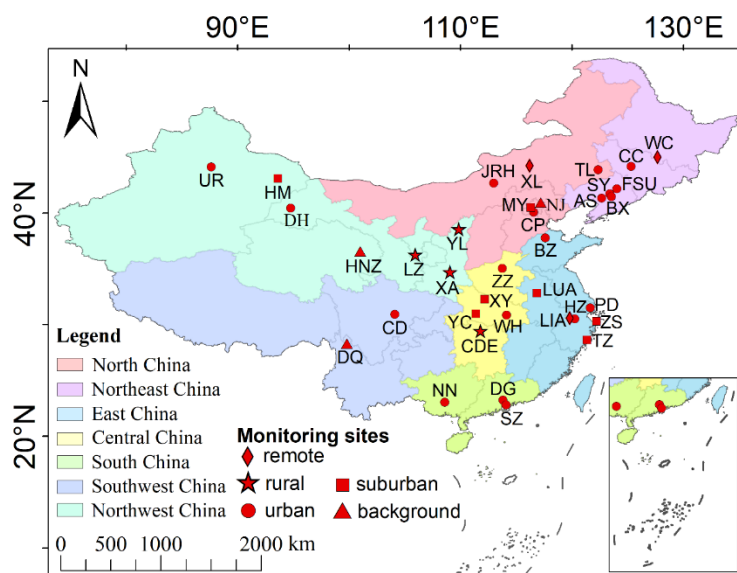 90°E 110°E 130°E
N
40°N
20°N
UR
HM
DH
HNZ
LZ
YL
XA
JRH
XL
MY
NJ
CP
BZ
TL
CC
WC
SY
FSU
AS
BX
ZZ
XY
YC
WH
CDE
LUA
HZ
PD
LIA
ZS
TZ
CD
DQ
NN
DG
SZ
Legend
North China
Northeast China
East China
Central China
South China
Southwest China
Northwest China
Monitoring sites
remote
rural
suburban
urban
background
0 500 1000 2000 km